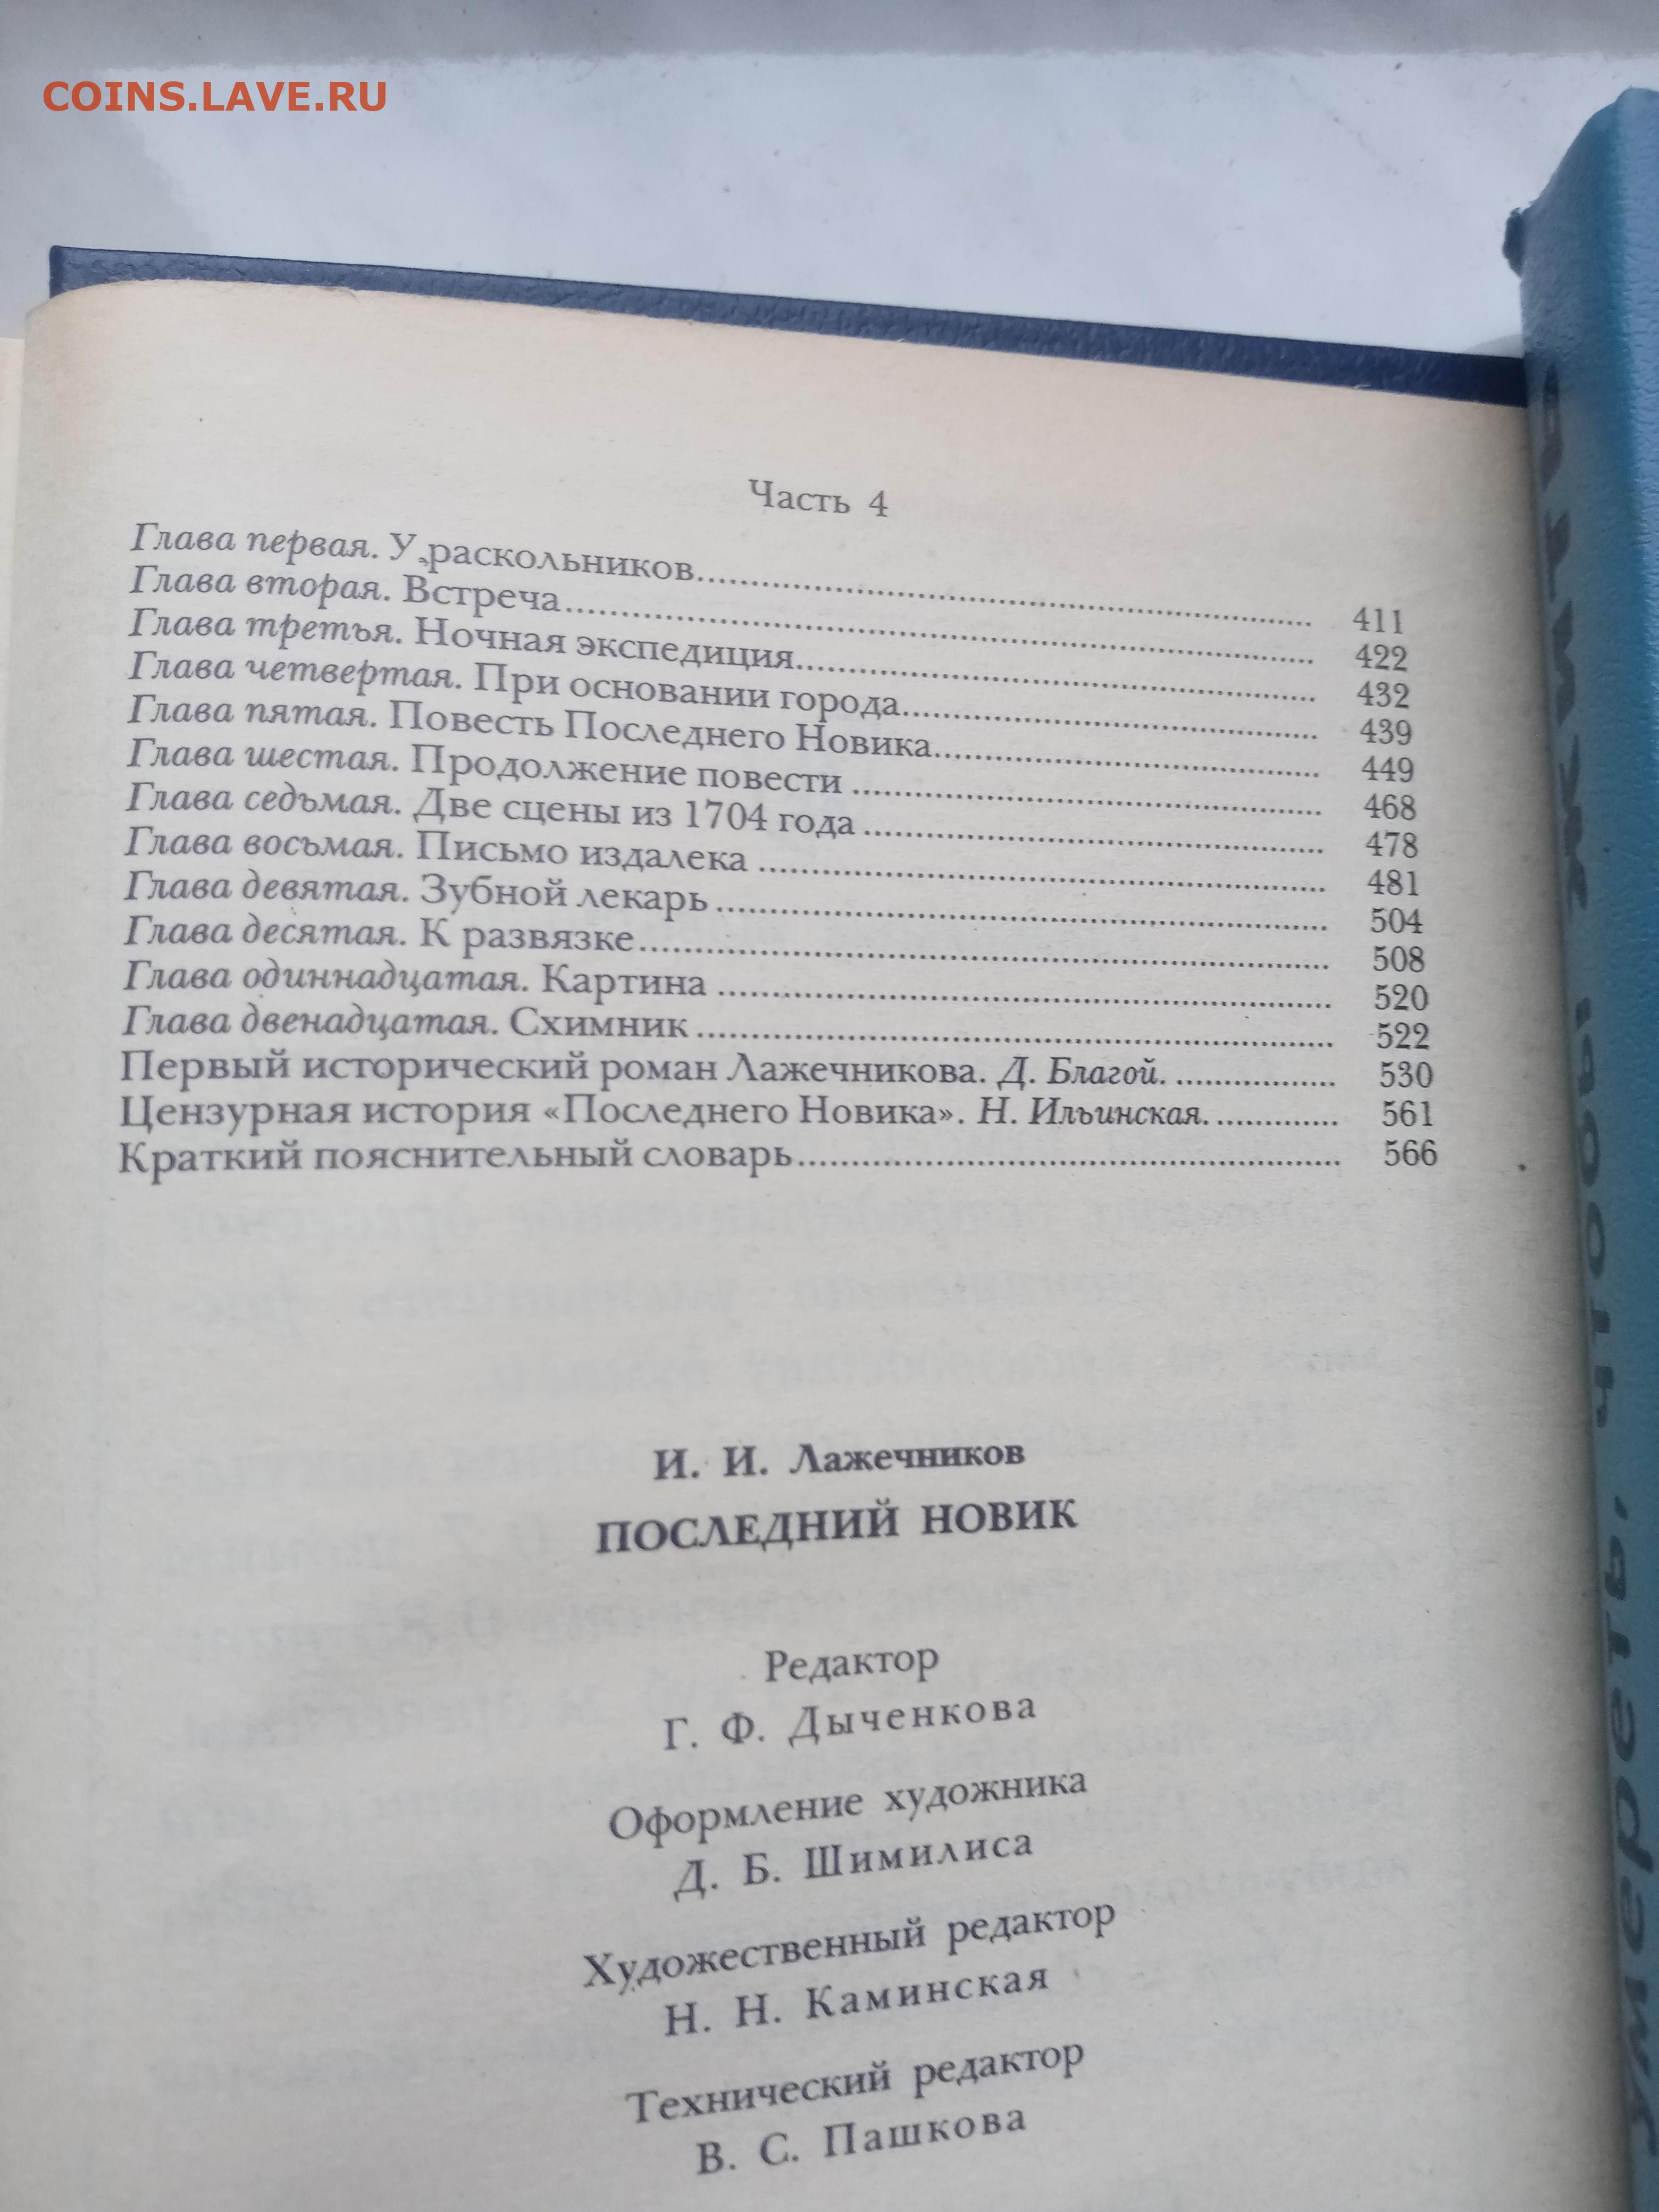 COINS.LAVE.RU
Часть 4
Глава первая. У раскольников........ 411
Глава вторая. Встреча........ 422
Глава третья. Ночная экспедиция........ 432
Глава четвертая. При основании города........ 439
Глава пятая. Повесть Последнего Новика........ 449
Глава шестая. Продолжение повести ........ 468
Глава седьмая. Две сцены из 1704 года ........ 478
Глава восьмая. Письмо издалека ........ 481
Глава девятая. Зубной лекарь ........ 504
Глава десятая. К развязке........ 508
Глава одиннадцатая. Картина ........ 520
Глава двенадцатая. Схимник ........ 522
Первый исторический роман Лажечникова. Д. Благой. ........ 530
Цензурная история «Последнего Новика». Н. Ильинская. ........ 561
Краткий пояснительный словарь........ 566
И. И. Лажечников
ПОСЛЕДНИЙ НОВИК
Редактор
Г. Ф. Дыченкова
Оформление художника
Д. Б. Шимилиса
Художественный редактор
Н. Н. Каминская
Технический редактор
В. С. Пашкова
умереть, чтобы жить